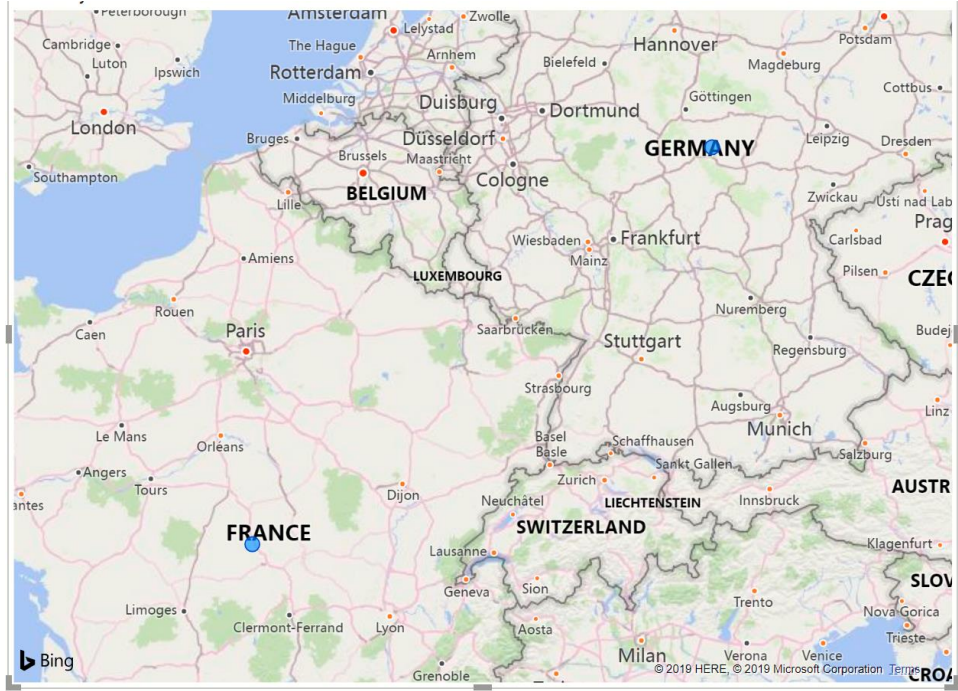 Peterborough
Amsterdam
Zwolle
Lelystad
Cambridge
The Hague
Hannover
Potsdam
Luton
Arnhem
Bielefeld
Magdeburg
Ipswich
Rotterdam
Cottbus
Middelburg
Duisburg
Dortmund
Göttingen
London
Bruges
Düsseldorf
GERMANY
Leipzig
Dresden
Brussels
Maastricht
Southampton
Cologne
BELGIUM
Zwickau
Usti nad Lab
Lille
Prag
Wiesbaden
Frankfurt
Carlsbad
Amiens
Mainz
Pilsen
LUXEMBOURG
CZE
Rouen
Nuremberg
Caen
Paris
Saarbrücken
Budej
Stuttgart
Regensburg
Strasbourg
Augsburg
Linz
Le Mans
Munich
Orléans
Basel
Basle
Schaffhausen
Salzburg
Angers
Sankt Gallen
Tours
Dijon
Zurich
AUSTR
antes
Neuchâtel
LIECHTENSTEIN
Innsbruck
FRANCE
SWITZERLAND
Lausanne
Klagenfurt
Geneva
Sion
SLOV
Limoges
Trento
Nova Gorica
Clermont-Ferrand
Lyon
Aosta
Trieste
Bing
Milan
Verona
Venice
© 2019 HERE, © 2019 Microsoft Corporation Terms
CROA
Grenoble